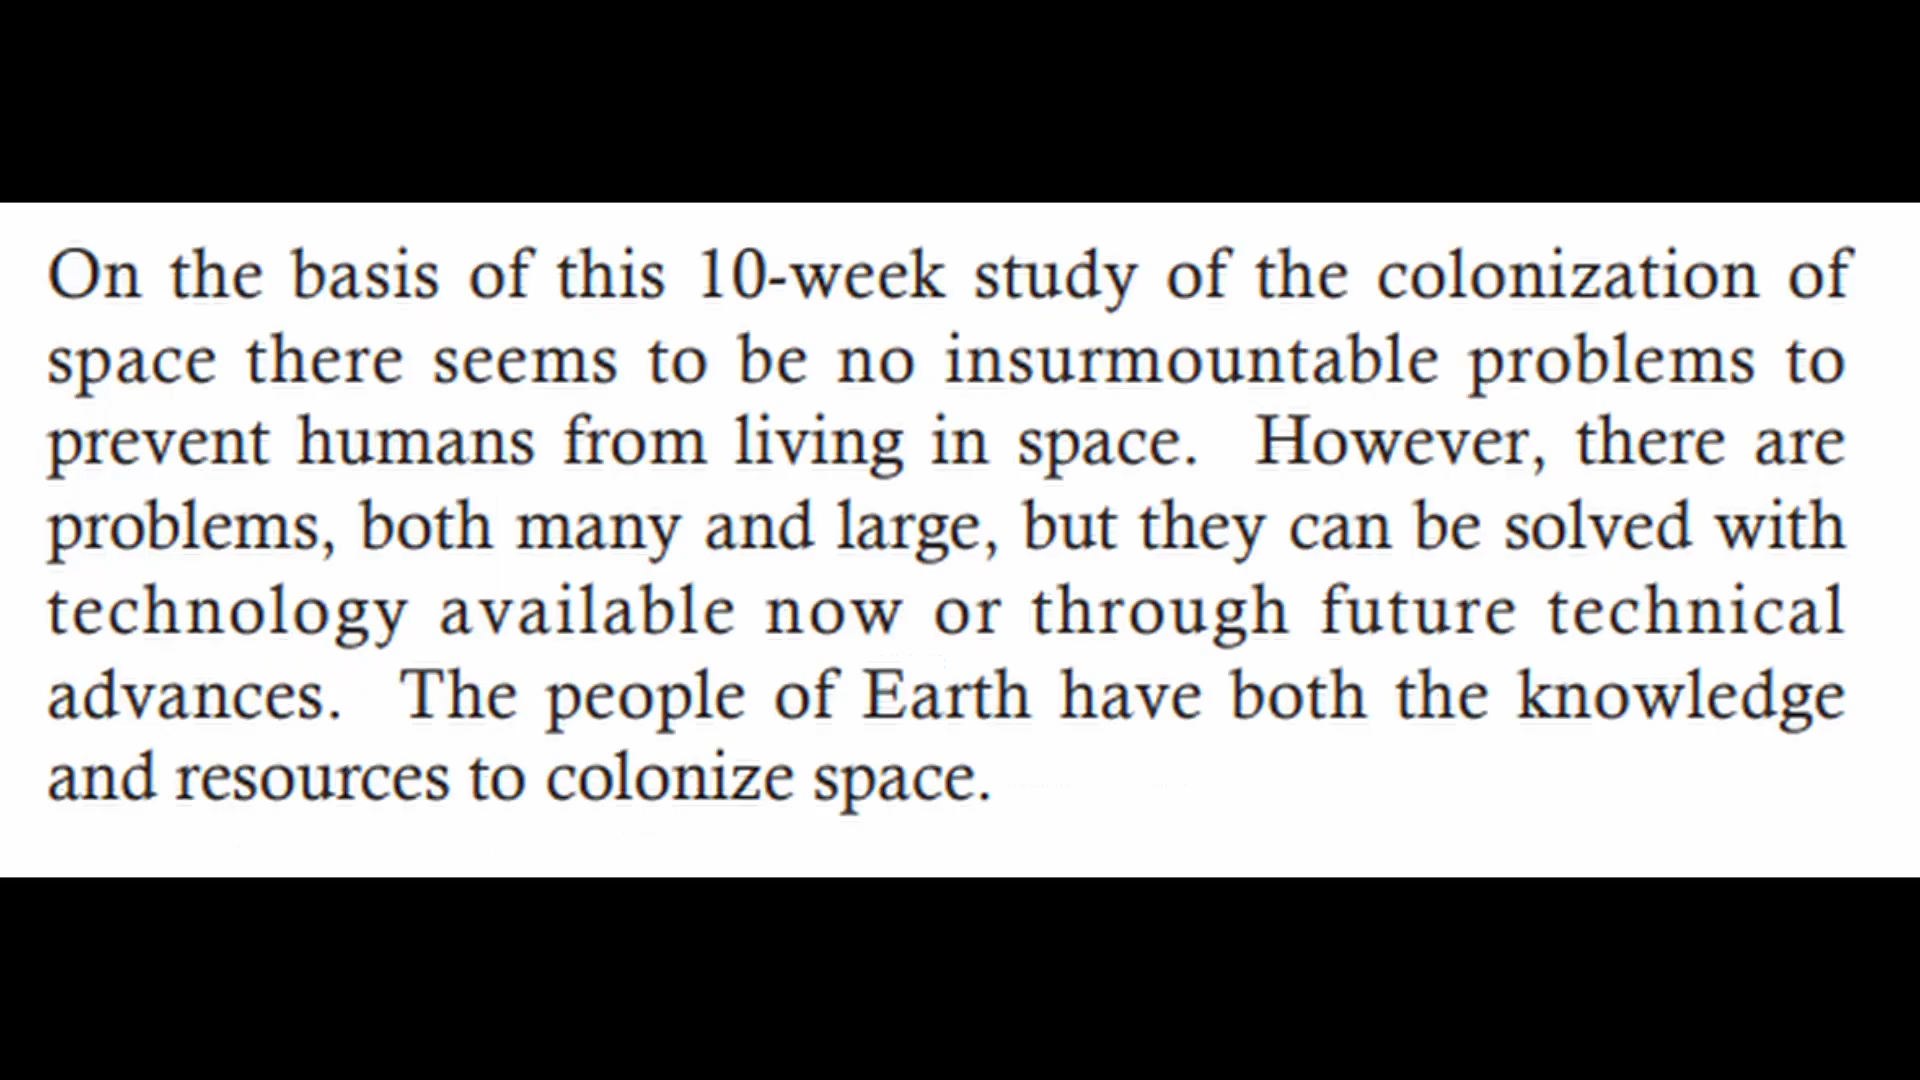 On the basis of this 10-week study of the colonization of
space there seems to be no insurmountable problems to
prevent humans from living in space. However, there are
problems, both many and large, but they can be solved with
technology available now or through future technical
advances. The people of Earth have both the knowledge
and resources to colonize space.